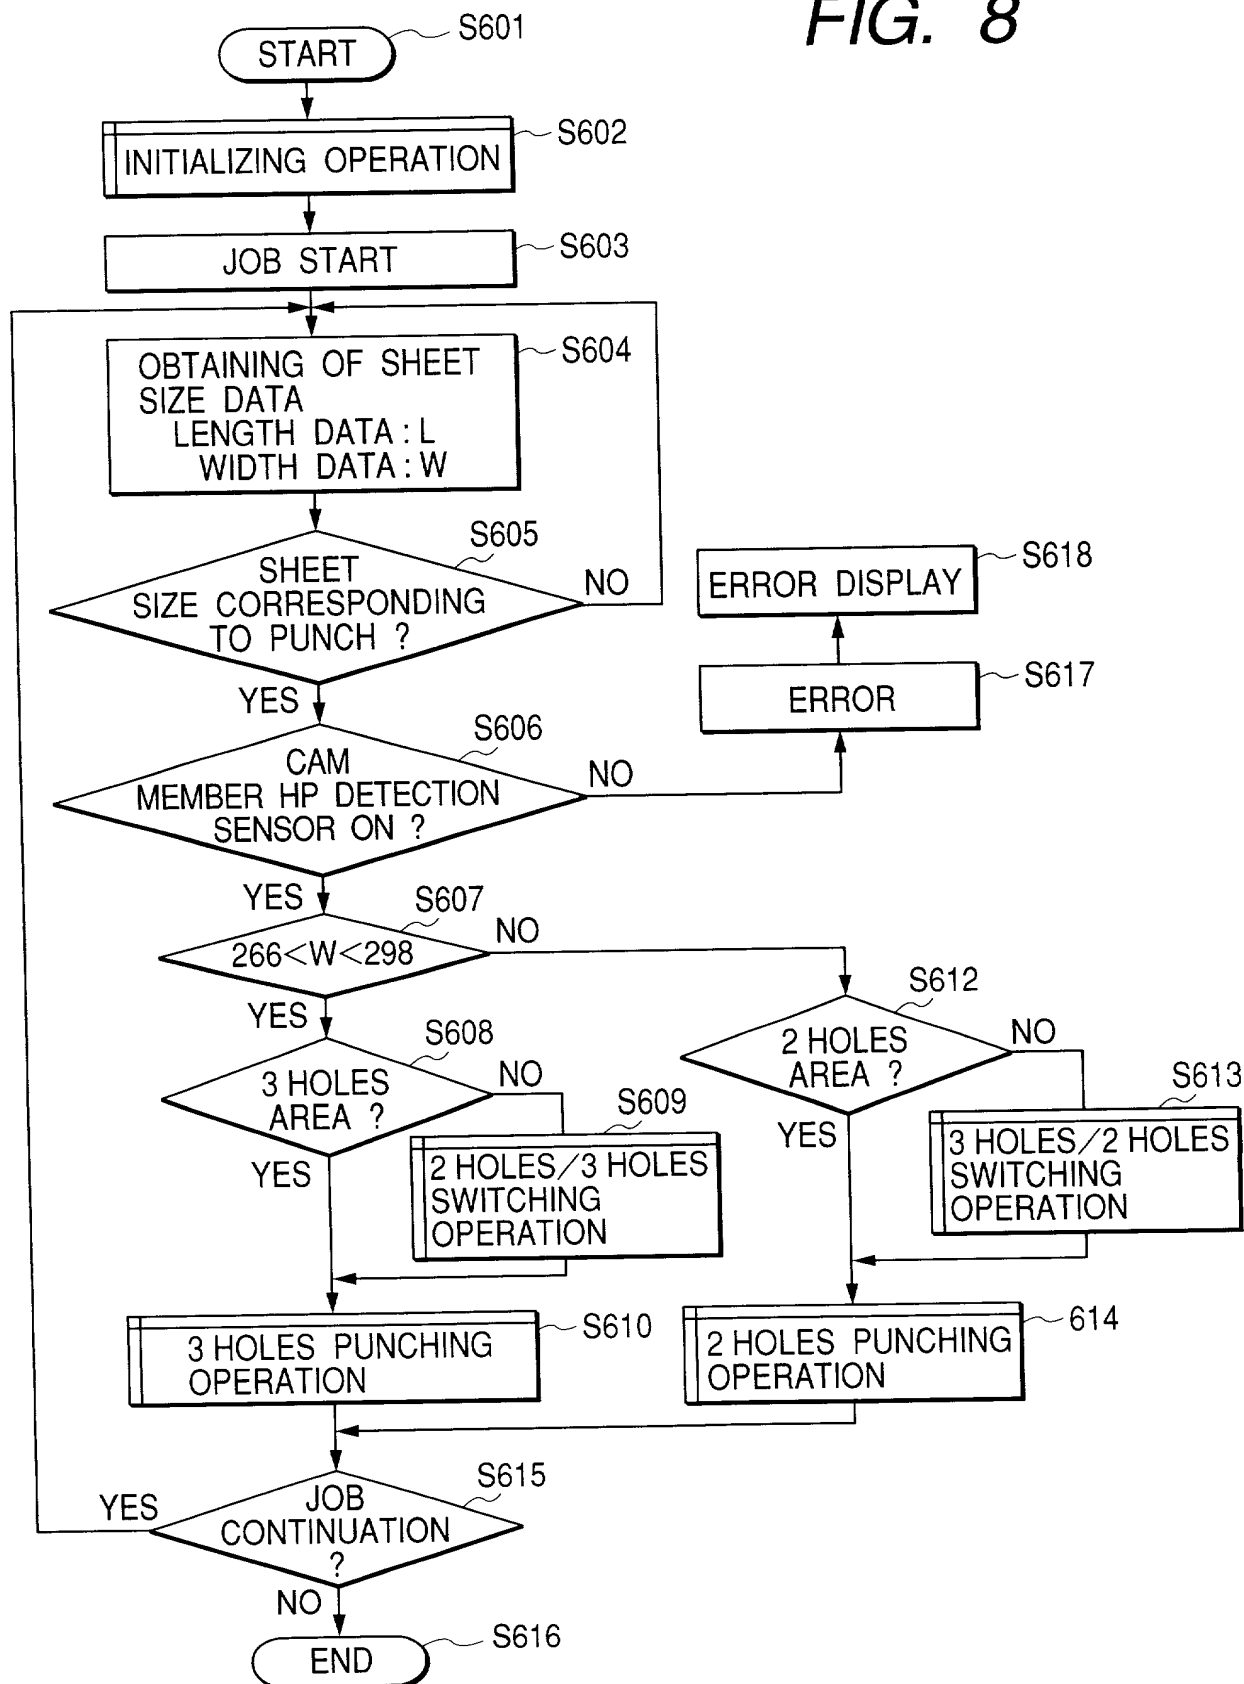 FIG. 8
START
S601
INITIALIZING OPERATION
S602
JOB START
S603
OBTAINING OF SHEET
SIZE DATA
LENGTH DATA : L
WIDTH DATA : W
S604
SHEET
SIZE CORRESPONDING
TO PUNCH ?
S605
NO
YES
ERROR DISPLAY
S618
ERROR
S617
CAM
MEMBER HP DETECTION
SENSOR ON ?
S606
NO
YES
266<W<298
S607
NO
YES
3 HOLES
AREA ?
S608
NO
YES
2 HOLES/3 HOLES
SWITCHING
OPERATION
S609
2 HOLES
AREA ?
S612
NO
YES
3 HOLES/2 HOLES
SWITCHING
OPERATION
S613
3 HOLES PUNCHING
OPERATION
S610
2 HOLES PUNCHING
OPERATION
614
JOB
CONTINUATION
?
S615
YES
NO
END
S616